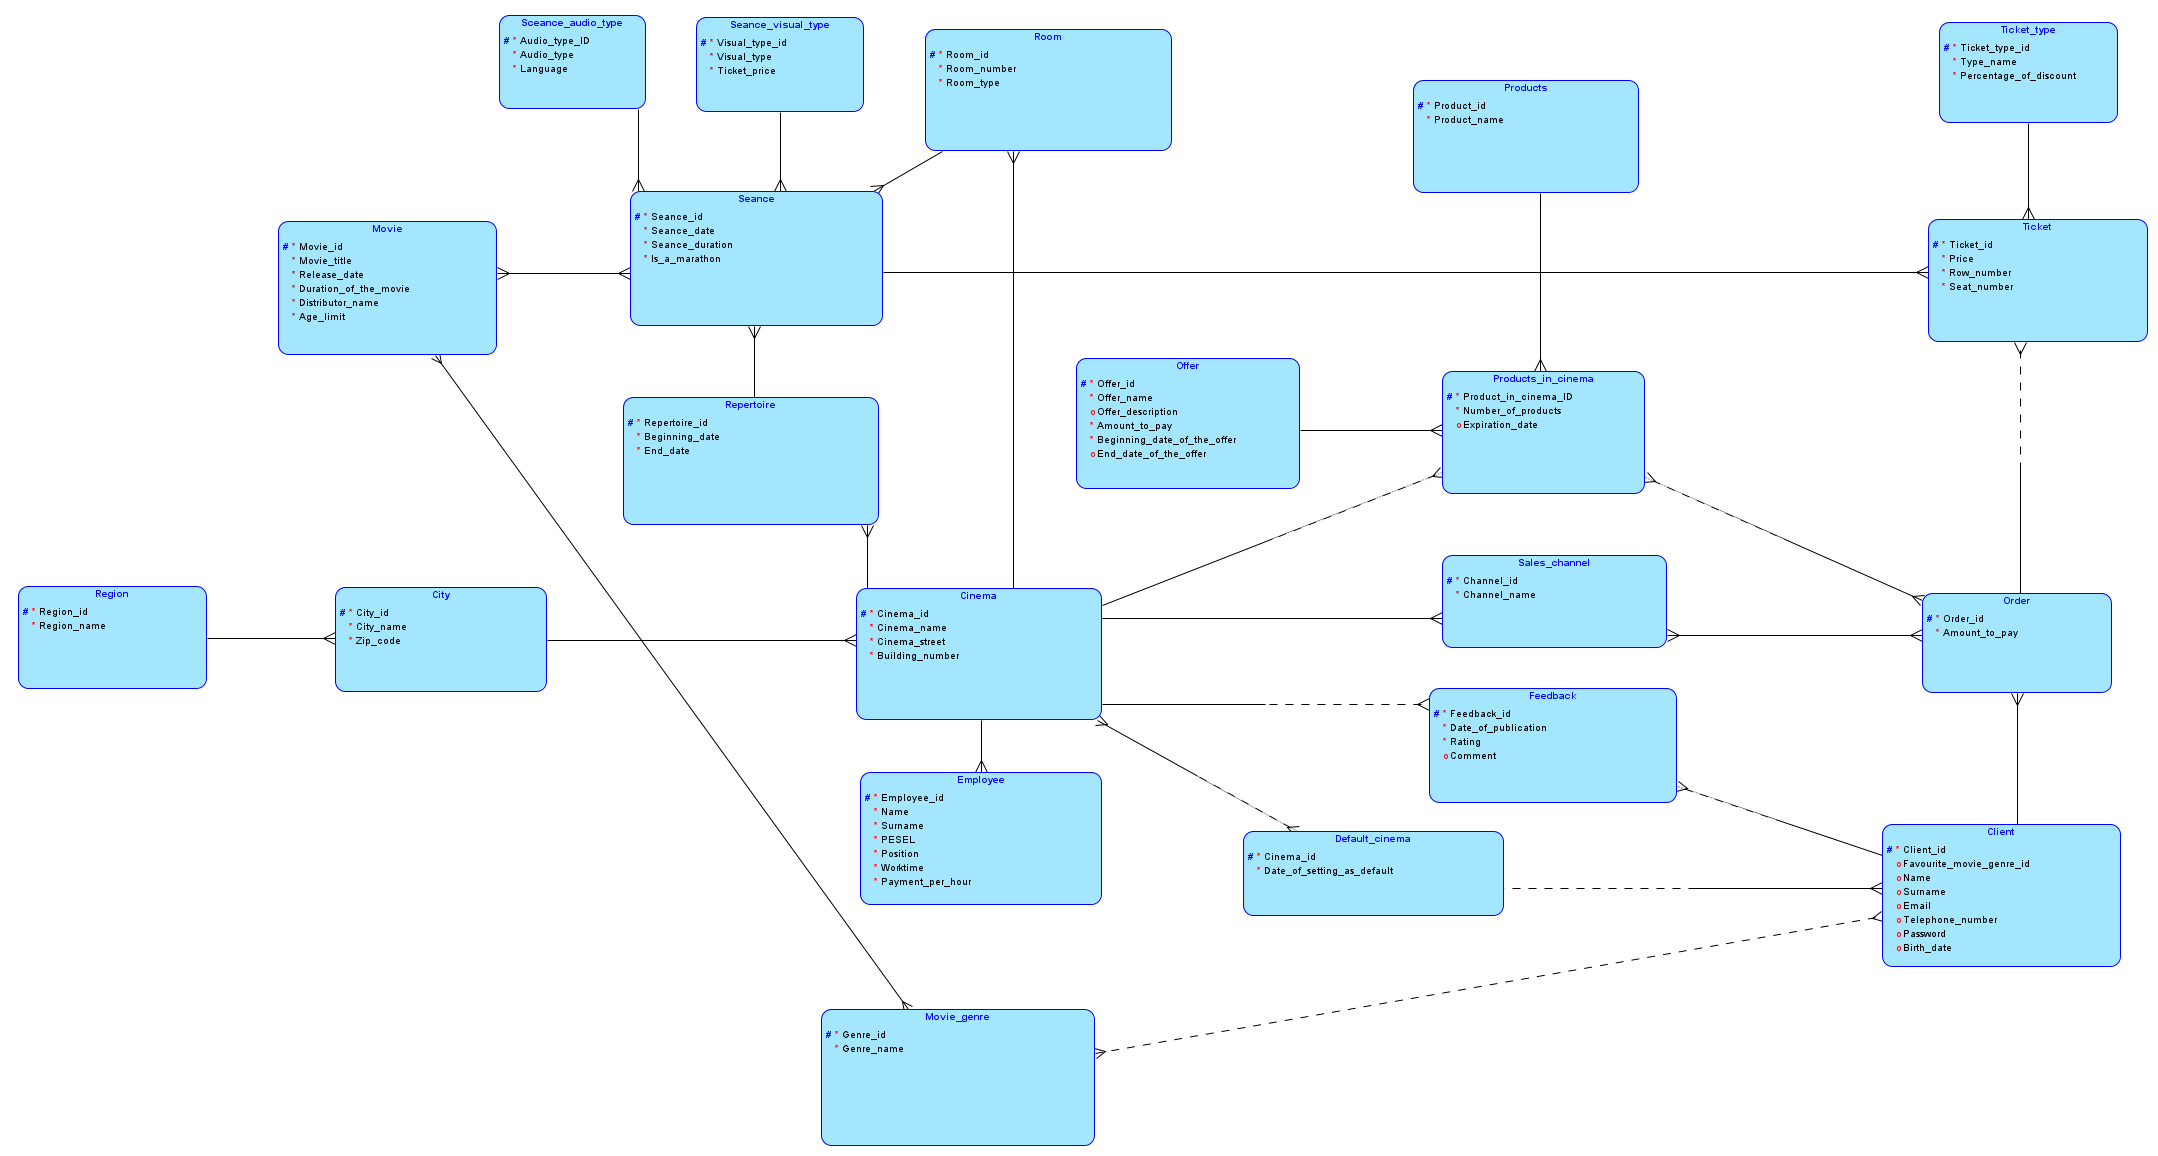 Sceance_audio_type
# * Audio_type_ID
* Audio_type
* Language
Seance_visual_type
# * Visual_type_id
* Visual_type
* Ticket_price
Room
# * Room_id
* Room_number
* Room_type
Ticket_type
# * Ticket_type_id
* Type_name
* Percentage_of_discount
Products
# * Product_id
* Product_name
Seance
# * Seance_id
* Seance_date
* Seance_duration
* Is_a_marathon
Movie
# * Movie_id
* Movie_title
* Release_date
* Duration_of_the_movie
* Distributor_name
* Age_limit
Ticket
# * Ticket_id
* Price
* Row_number
* Seat_number
Offer
# * Offer_id
* Offer_name
o Offer_description
* Amount_to_pay
* Beginning_date_of_the_offer
o End_date_of_the_offer
Products_in_cinema
# * Product_in_cinema_ID
* Number_of_products
o Expiration_date
Repertoire
# * Repertoire_id
* Beginning_date
* End_date
Region
# * Region_id
* Region_name
City
# * City_id
* City_name
* Zip_code
Cinema
# * Cinema_id
* Cinema_name
* Cinema_street
* Building_number
Sales_channel
# * Channel_id
* Channel_name
Order
# * Order_id
* Amount_to_pay
Feedback
# * Feedback_id
* Date_of_publication
* Rating
o Comment
Employee
# * Employee_id
* Name
* Surname
* PESEL
* Position
* Worktime
* Payment_per_hour
Default_cinema
# * Cinema_id
* Date_of_setting_as_default
Client
# * Client_id
o Favourite_movie_genre_id
o Name
o Surname
o Email
o Telephone_number
o Password
o Birth_date
Movie_genre
# * Genre_id
* Genre_name